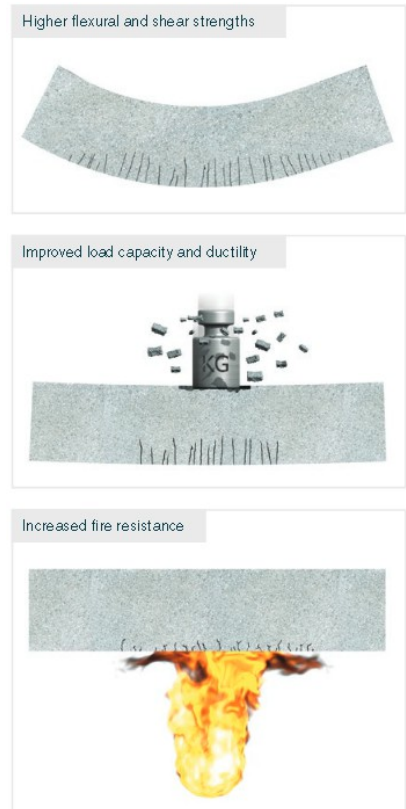 Higher flexural and shear strengths
Improved load capacity and ductility
KG
Increased fire resistance